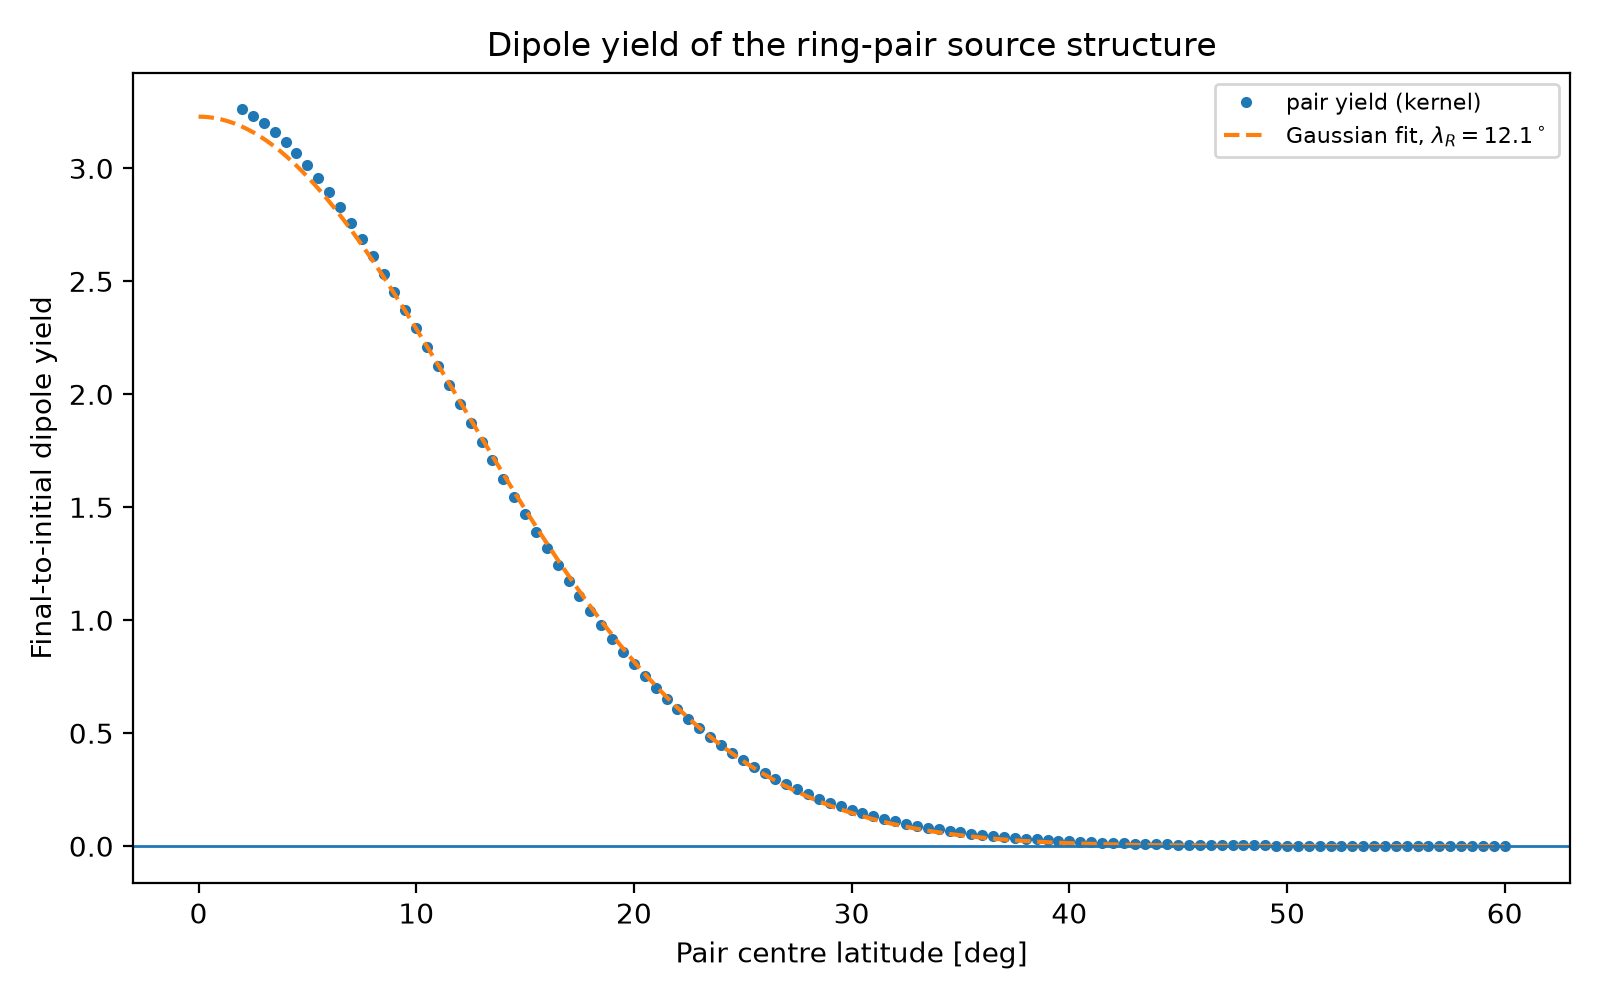 Dipole yield of the ring-pair source structure
pair yield (kernel)
Gaussian fit, λ_R = 12.1°
Final-to-initial dipole yield
3.0
2.5
2.0
1.5
1.0
0.5
0.0
0 10 20 30 40 50 60
Pair centre latitude [deg]